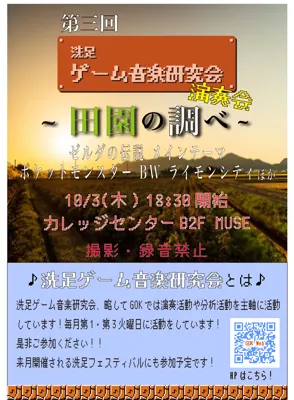 第三回
洗足
ゲーム音楽研究会
演奏会
~ 田園の調べ ~
ゼルダの伝説 メインテーマ
ポケットモンスター BW ライモンシティ ほか
10/3(木) 18:30 開始
カレッジセンター B2F MUSE
撮影・録音禁止
♪洗足ゲーム音楽研究会とは♪
洗足ゲーム音楽研究会、略してGOKでは演奏活動や分析活動を主軸に活動
しています！毎月第1・第3火曜日に活動をしています！
是非ご参加ください！！
来月開催される洗足フェスティバルにも参加予定です！
HPはこちら！